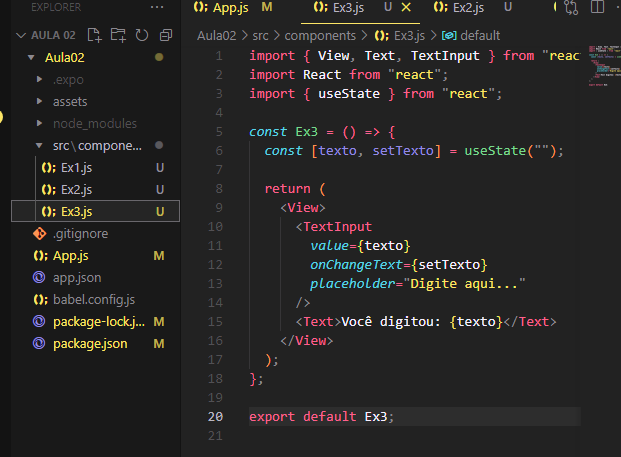 EXPLORER ...
AULA 02
Aula02
.expo
assets
node_modules
src\compone...
Ex1.js U
Ex2.js U
Ex3.js U
.gitignore
App.js M
app.json
babel.config.js
package-lock.j... M
package.json M
App.js M Ex3.js U Ex2.js U
Aula02 > src > components > Ex3.js > default
1 import { View, Text, TextInput } from "reac
2 import React from "react";
3 import { useState } from "react";
4
5 const Ex3 = () => {
6 const [texto, setTexto] = useState("");
7
8 return (
9 <View>
10 <TextInput
11 value={texto}
12 onChangeText={setTexto}
13 placeholder="Digite aqui..."
14 />
15 <Text>Você digitou: {texto}</Text>
16 </View>
17 );
18 };
19
20 export default Ex3;
21